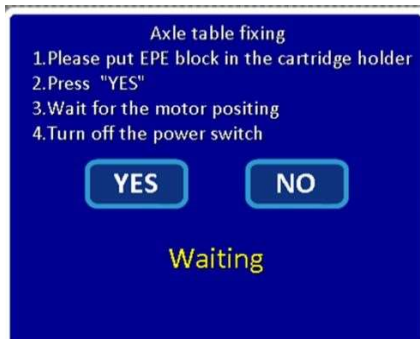 Axle table fixing
1.Please put EPE block in the cartridge holder
2.Press "YES"
3.Wait for the motor positing
4.Turn off the power switch
YES NO
Waiting